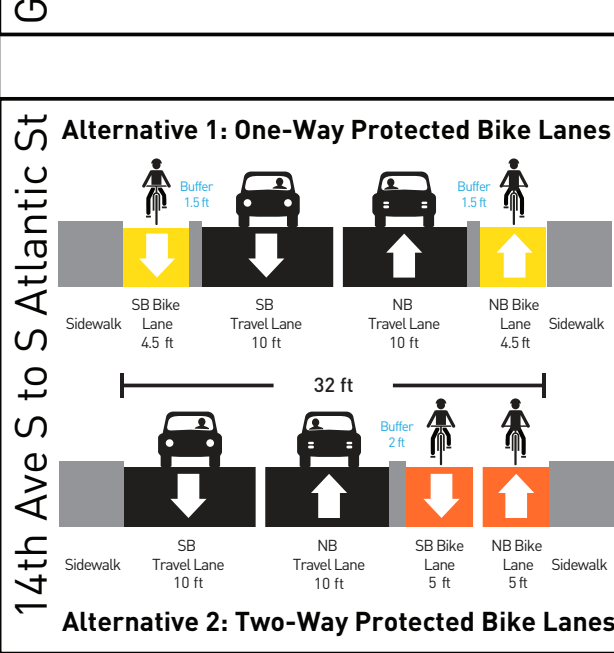 G
14th Ave S to S Atlantic St
Alternative 1: One-Way Protected Bike Lanes
Buffer
1.5 ft
Buffer
1.5 ft
Sidewalk
SB Bike
Lane
4.5 ft
SB
Travel Lane
10 ft
NB
Travel Lane
10 ft
NB Bike
Lane
4.5 ft
Sidewalk
32 ft
Buffer
2 ft
Sidewalk
SB
Travel Lane
10 ft
NB
Travel Lane
10 ft
SB Bike
Lane
5 ft
NB Bike
Lane
5 ft
Sidewalk
Alternative 2: Two-Way Protected Bike Lanes